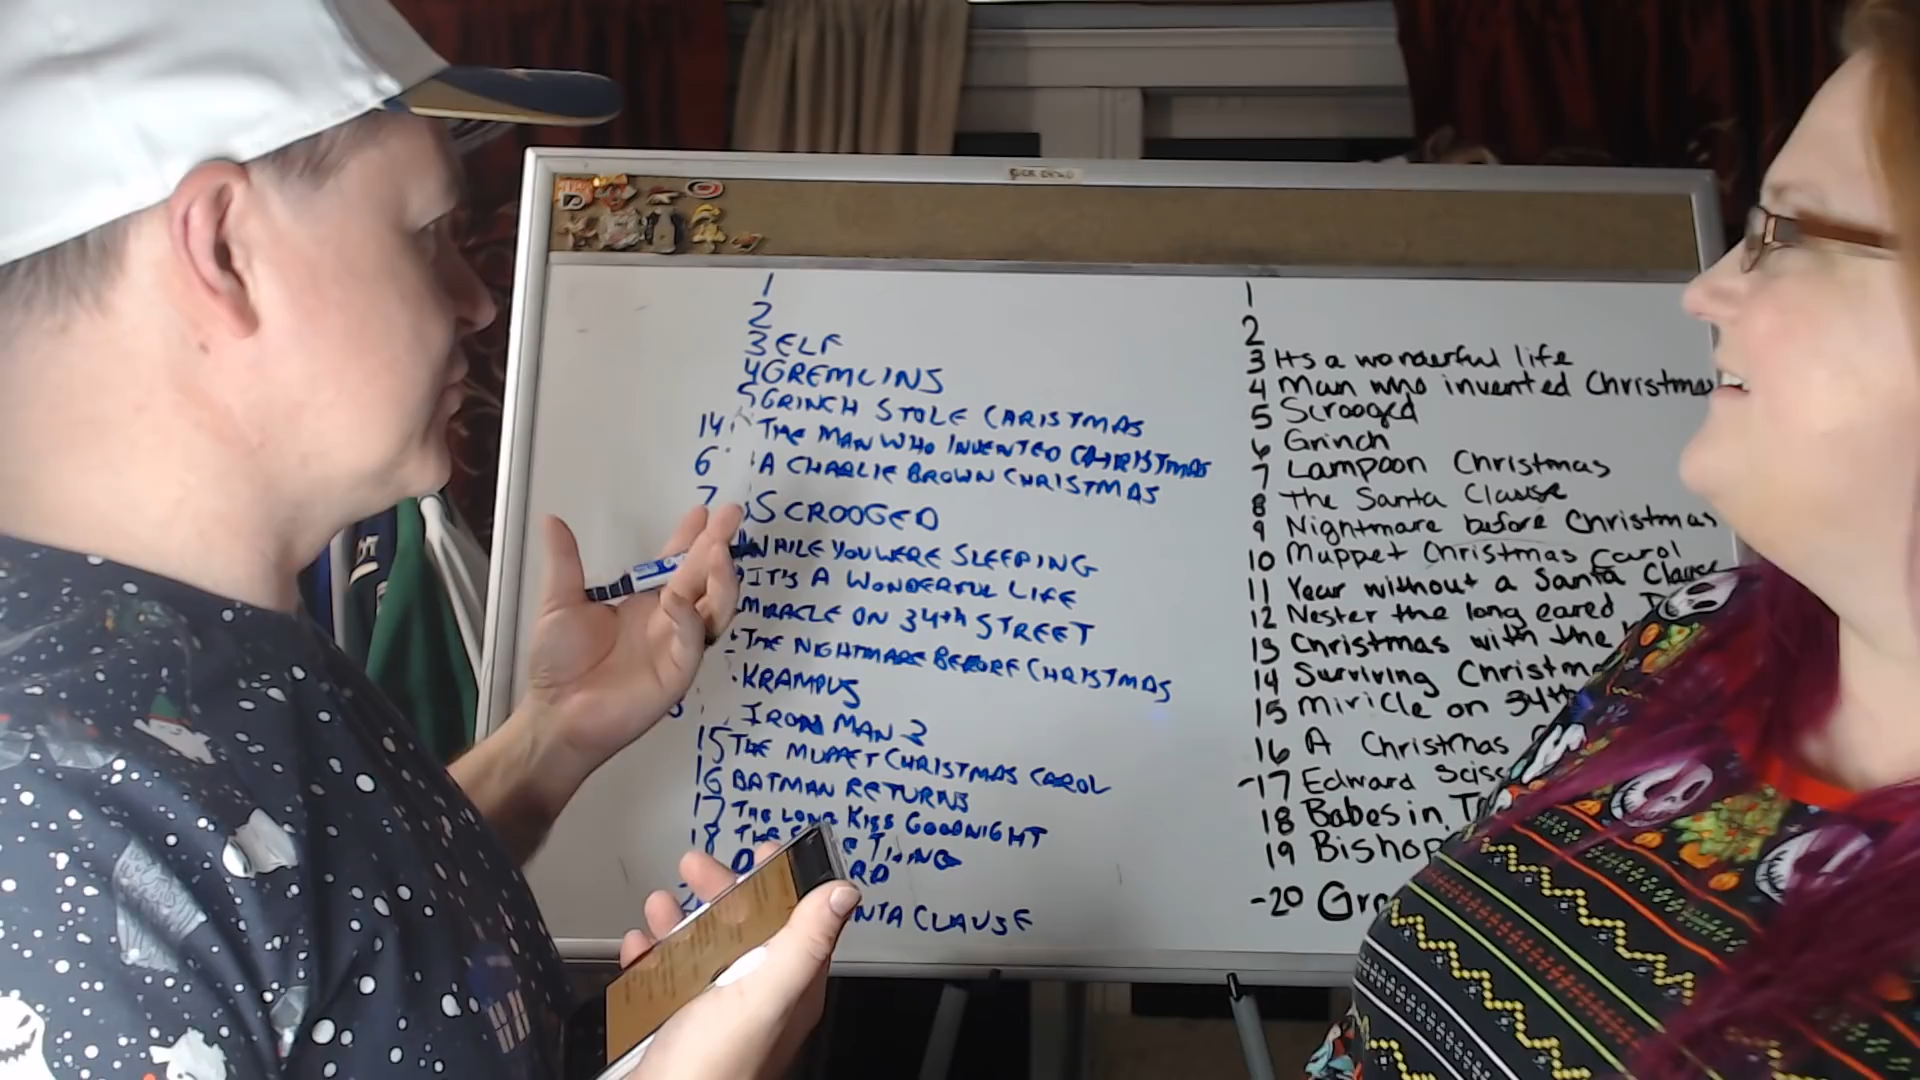 1
2
3 ELF
4 GREMLINS
5 GRINCH STOLE CHRISTMAS
14 THE MAN WHO INVENTED CHRISTMAS
6 A CHARLIE BROWN CHRISTMAS
7 SCROOGED
WHILE YOU WERE SLEEPING
IT'S A WONDERFUL LIFE
MIRACLE ON 34th STREET
THE NIGHTMARE BEFORE CHRISTMAS
KRAMPUS
IRON MAN 3
15 THE MUPPET CHRISTMAS CAROL
16 BATMAN RETURNS
17 THE LONG KISS GOODNIGHT
18 THE THING
CLAUSE
1
2
3 Its a wonderful life
4 Man who invented Christmas
5 Scrooged
6 Grinch
7 Lampoon Christmas
8 The Santa Clause
9 Nightmare before Christmas
10 Muppet Christmas Carol
11 Year without a Santa Clause
12 Nester the long eared
13 Christmas with the
14 Surviving
15 Miricle on 34th
16 A Christmas
-17 Edward
18 Babes in
19 Bishop
-20